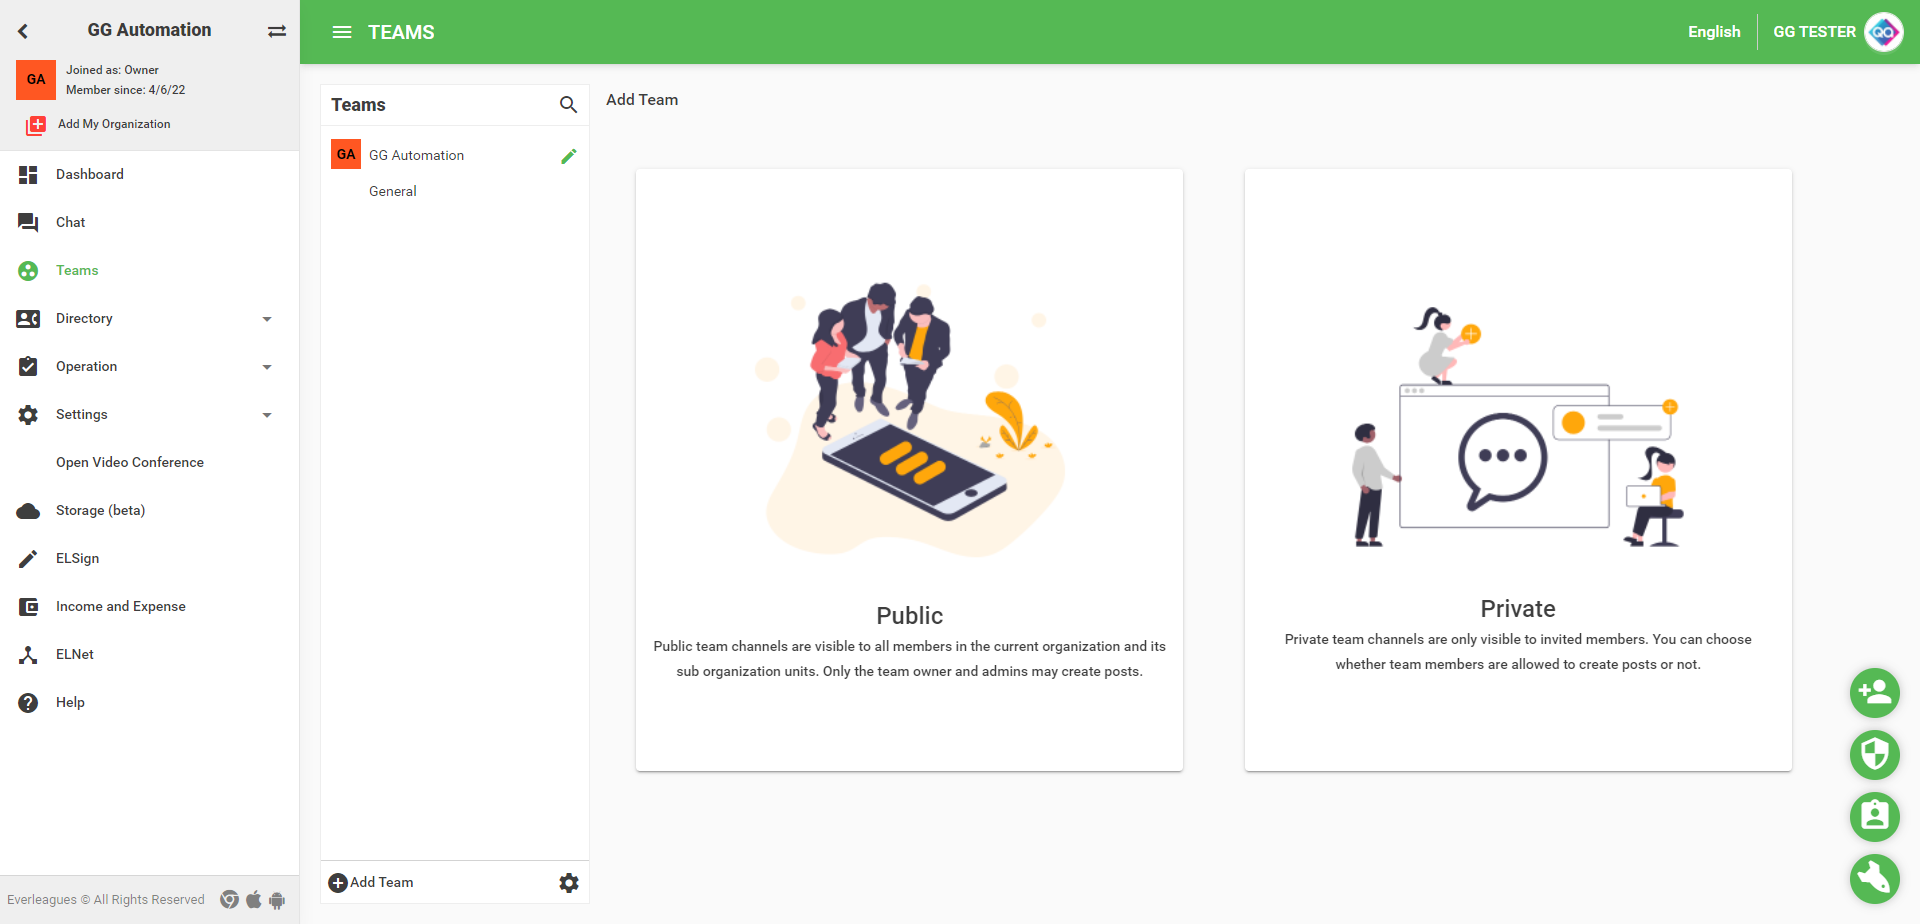 GG Automation
GA
Joined as: Owner
Member since: 4/6/22
Add My Organization
Dashboard
Chat
Teams
Directory
Operation
Settings
Open Video Conference
Storage (beta)
ELSign
Income and Expense
ELNet
Help
Everleagues © All Rights Reserved
TEAMS
English
GG TESTER
QA
Teams
GA
GG Automation
General
Add Team
Add Team
Public
Public team channels are visible to all members in the current organization and its
sub organization units. Only the team owner and admins may create posts.
Private
Private team channels are only visible to invited members. You can choose
whether team members are allowed to create posts or not.